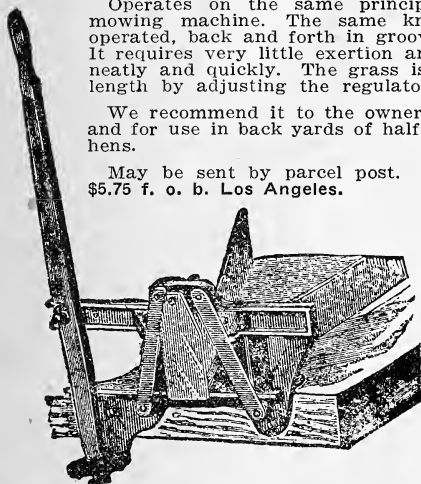 Operates on the same princip
mowing machine. The same kn
operated, back and forth in groov
It requires very little exertion an
neatly and quickly. The grass is
length by adjusting the regulato
We recommend it to the owner
and for use in back yards of half
hens.
May be sent by parcel post.
$5.75 f. o. b. Los Angeles.